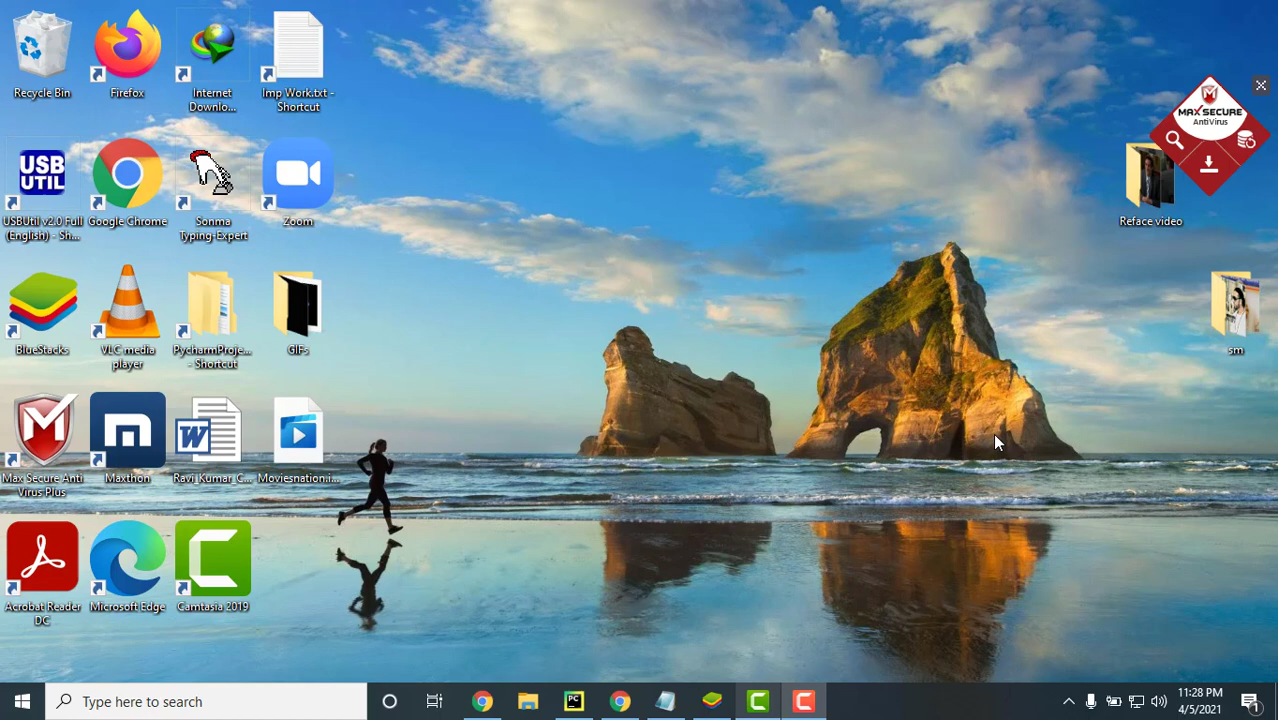 Recycle Bin
Firefox
Internet
Downlo...
Imp Work.txt -
Shortcut
MAX SECURE
AntiVirus
USB
UTIL
USBUtil v2.0 Full
(English) - Sh...
Google Chrome
Sonma
Typing-Expert
Zoom
Reface video
BlueStacks
VLC media
player
PycharmProje...
- Shortcut
GIFs
sm
Max Secure Anti
Virus Plus
Maxthon
Ravi_Kumar_C...
Moviesnation.i...
Acrobat Reader
DC
Microsoft Edge
Camtasia 2019
Type here to search
PC
11:28 PM
4/5/2021
1